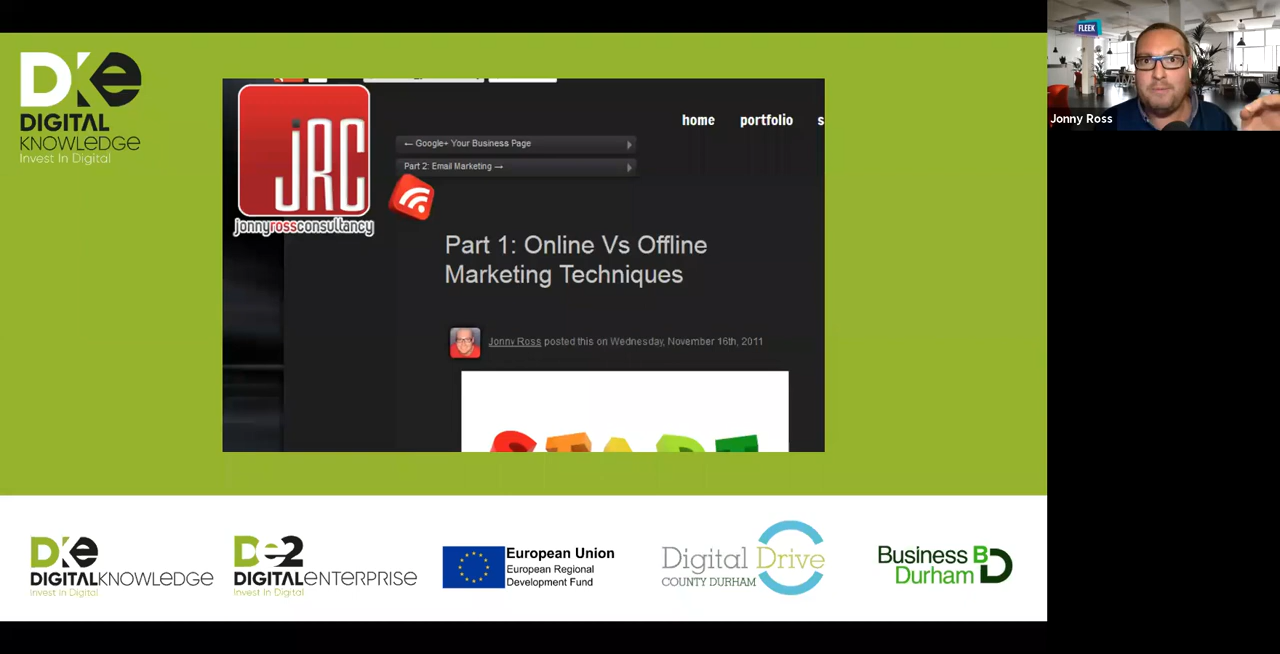 DKe
DIGITAL
KNOWLEDGE
Invest In Digital
JRC
jonnyrossconsultancy
home
portfolio
s
← Google+ Your Business Page
Part 2: Email Marketing →
Part 1: Online Vs Offline
Marketing Techniques
Jonny Ross posted this on Wednesday, November 16th, 2011
START
FLEEK
Jonny Ross
DKe
DIGITALKNOWLEDGE
Invest In Digital
De2
DIGITALENTERPRISE
Invest In Digital
European Union
European Regional
Development Fund
Digital Drive
COUNTY DURHAM
Business
Durham
BD